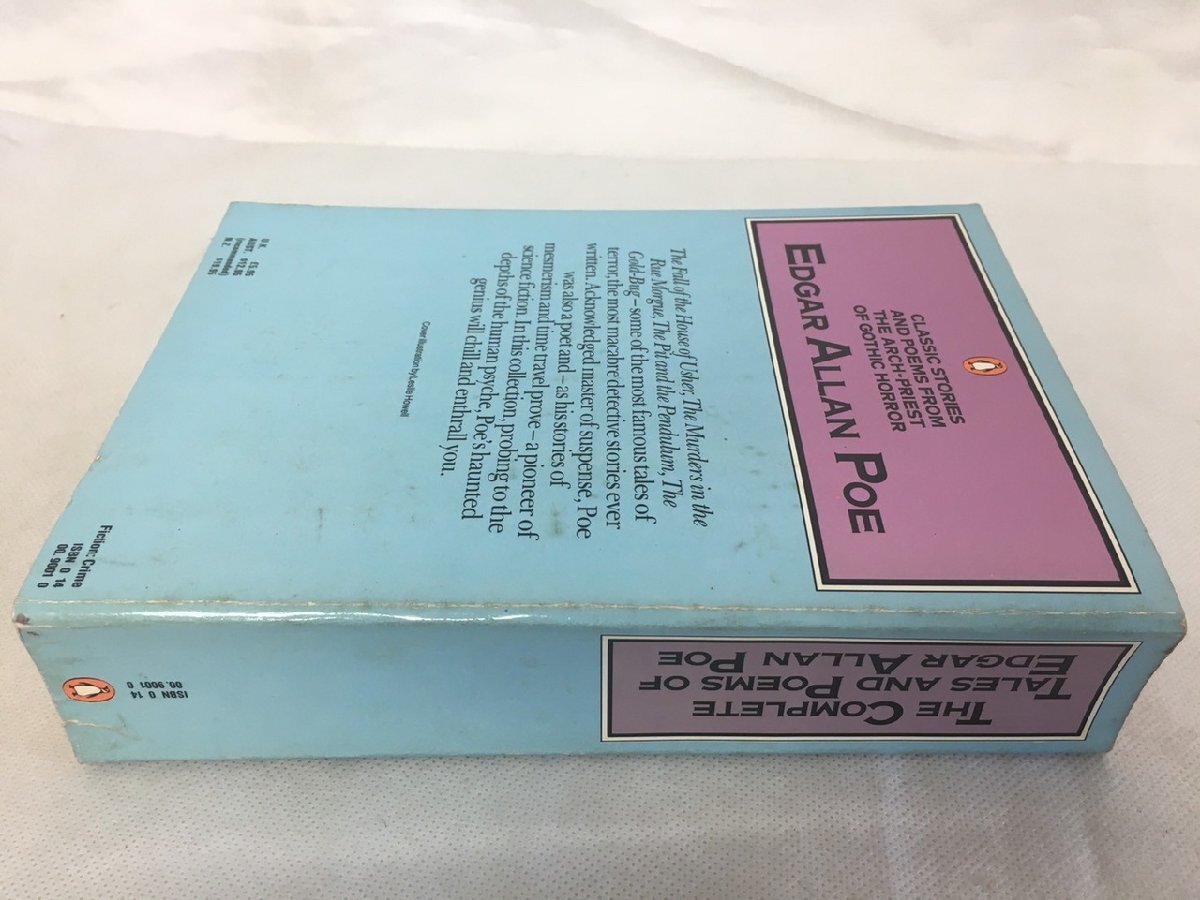 CLASSIC STORIES
AND POEMS FROM
THE ARCH-PRIEST
OF GOTHIC HORROR
EDGAR ALLAN POE
The Fall of the House of Usher, The Murders in the
Rue Morgue, The Pit and the Pendulum, The
Gold-Bug – some of the most famous tales of
terror, the most macabre detective stories ever
written. Acknowledged master of suspense, Poe
was also a poet and – as his stories of
mesmerism and time travel prove – a pioneer of
science fiction. In this collection, probing to the
depths of the human psyche, Poe's haunted
genius will chill and enthrall you.
Cover illustration by Leslie Howell
U.K.
AUST.
(recommended)
N.Z.
Fiction: Crime
ISBN 0 14
00.9001 0
THE COMPLETE
TALES AND POEMS OF
EDGAR ALLAN POE
ISBN 0 14
00.9001 0